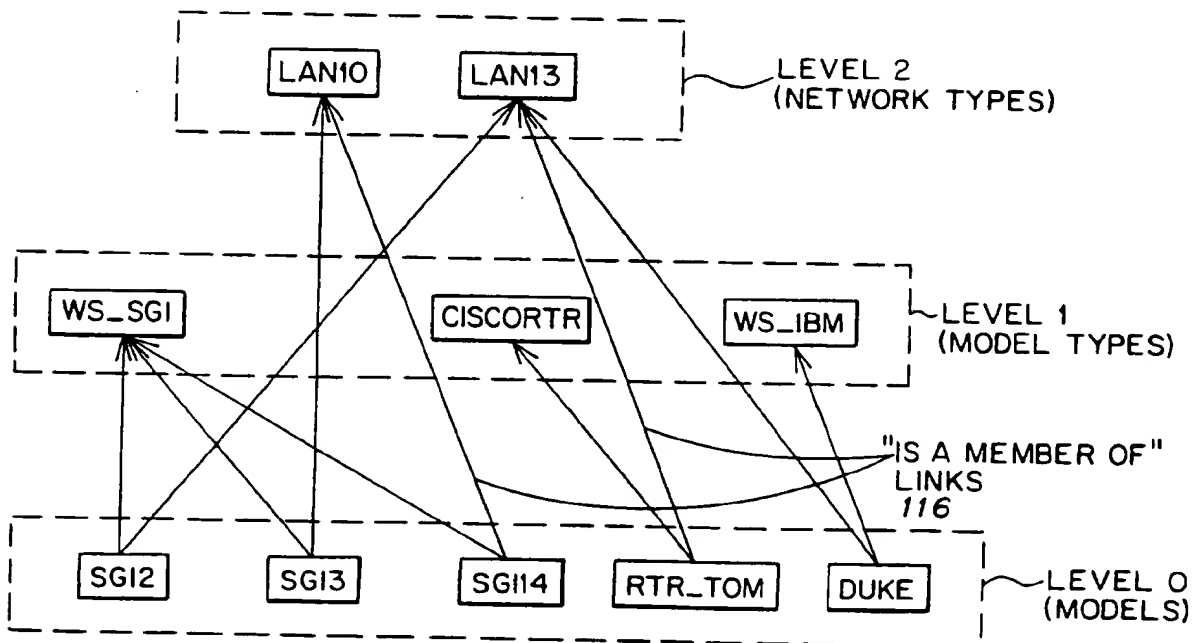 LAN10
LAN13
LEVEL 2
(NETWORK TYPES)
WS_SGI
CISCORTR
WS_IBM
LEVEL 1
(MODEL TYPES)
"IS A MEMBER OF"
LINKS
116
SGI2
SGI3
SGI14
RTR_TOM
DUKE
LEVEL 0
(MODELS)